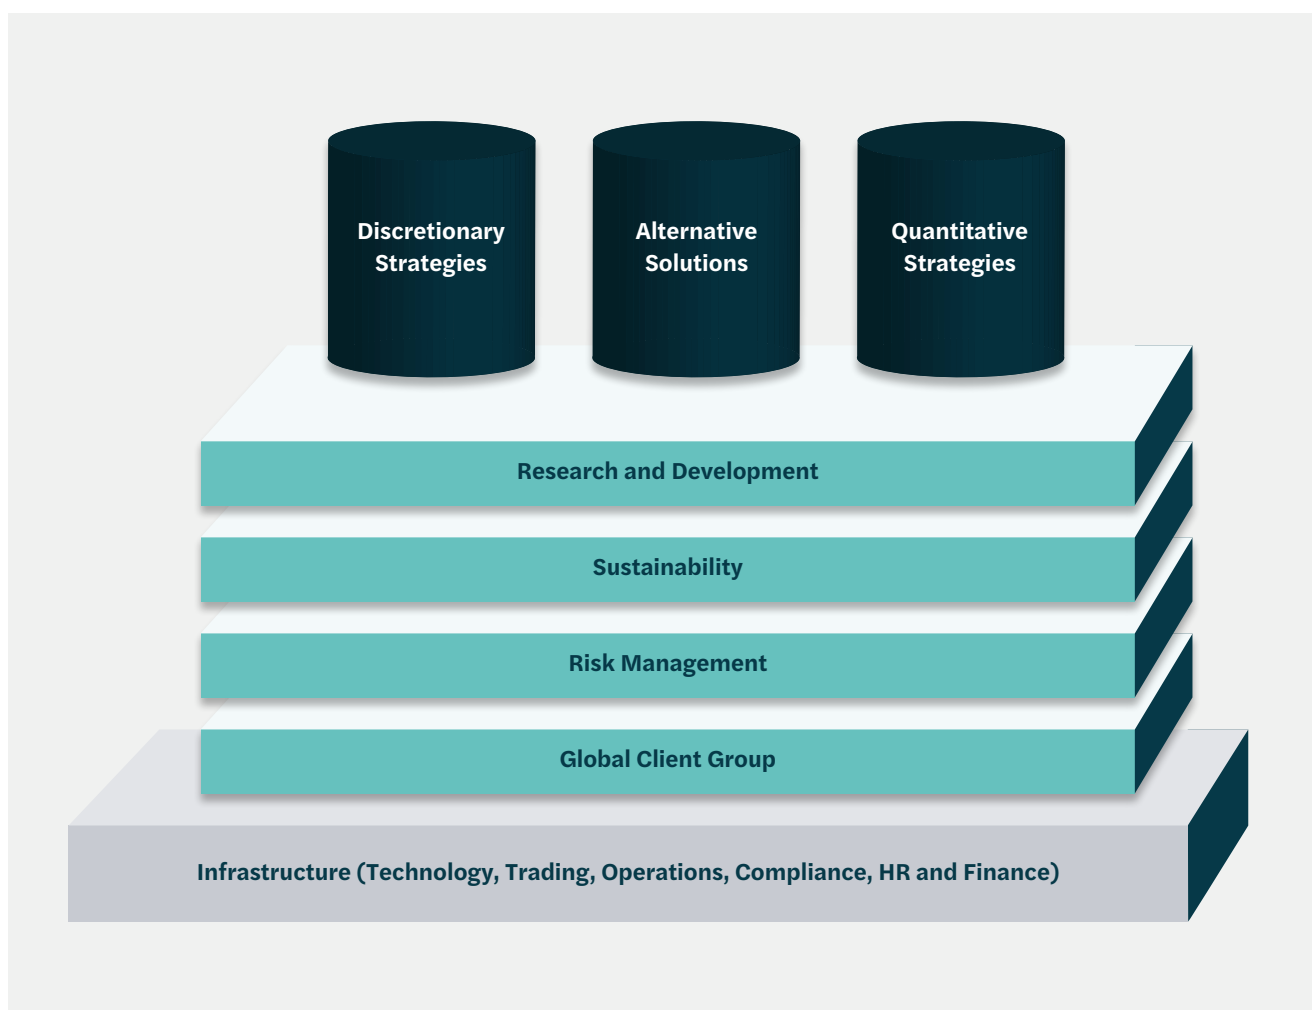 Discretionary
Strategies
Alternative
Solutions
Quantitative
Strategies
Research and Development
Sustainability
Risk Management
Global Client Group
Infrastructure (Technology, Trading, Operations, Compliance, HR and Finance)